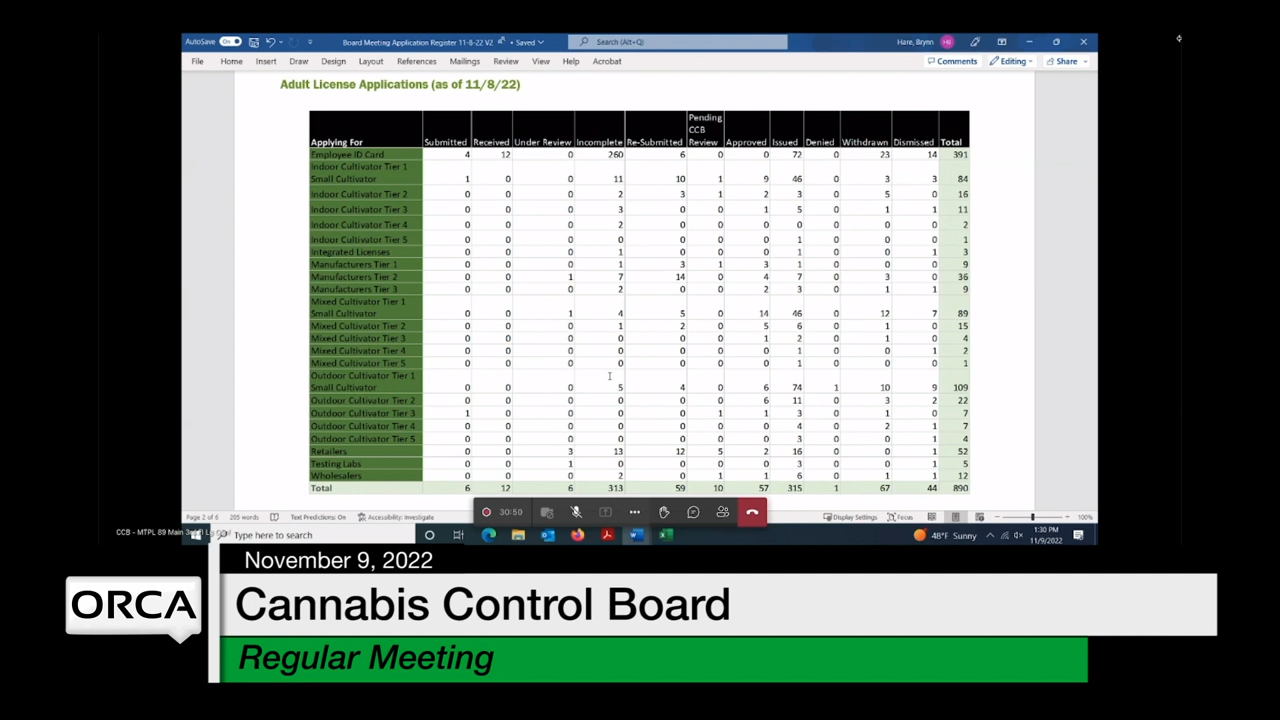 AutoSave On Board Meeting Application Register 11-8-22 V2 • Saved Search (Alt+Q) Hare, Brynn
File Home Insert Draw Design Layout References Mailings Review View Help Acrobat Comments Editing Share
Adult License Applications (as of 11/8/22)
Applying For Submitted Received Under Review Incomplete Re-Submitted Pending CCB Review Approved Issued Denied Withdrawn Dismissed Total
Employee ID Card 4 12 0 260 6 0 0 72 0 23 14 391
Indoor Cultivator Tier 1
Small Cultivator 1 0 0 11 10 1 9 46 0 3 3 84
Indoor Cultivator Tier 2 0 0 0 2 3 1 2 3 0 5 0 16
Indoor Cultivator Tier 3 0 0 0 3 0 0 1 5 0 1 1 11
Indoor Cultivator Tier 4 0 0 0 2 0 0 0 0 0 0 0 2
Indoor Cultivator Tier 5 0 0 0 0 0 0 0 1 0 0 0 1
Integrated Licenses 0 0 0 1 0 0 0 1 0 0 1 3
Manufacturers Tier 1 0 0 0 1 3 1 3 1 0 0 0 9
Manufacturers Tier 2 0 0 1 7 14 0 4 7 0 3 0 36
Manufacturers Tier 3 0 0 0 2 0 0 2 3 0 1 1 9
Mixed Cultivator Tier 1
Small Cultivator 0 0 1 4 5 0 14 46 0 12 7 89
Mixed Cultivator Tier 2 0 0 0 1 2 0 5 6 0 1 0 15
Mixed Cultivator Tier 3 0 0 0 0 0 0 1 2 0 1 0 4
Mixed Cultivator Tier 4 0 0 0 0 0 0 0 1 0 0 1 2
Mixed Cultivator Tier 5 0 0 0 0 0 0 0 1 0 0 0 1
Outdoor Cultivator Tier 1
Small Cultivator 0 0 0 5 4 0 6 74 1 10 9 109
Outdoor Cultivator Tier 2 0 0 0 0 0 0 6 11 0 3 2 22
Outdoor Cultivator Tier 3 1 0 0 0 0 1 1 3 0 1 0 7
Outdoor Cultivator Tier 4 0 0 0 0 0 0 0 4 0 2 1 7
Outdoor Cultivator Tier 5 0 0 0 0 0 0 0 3 0 0 1 4
Retailers 0 0 3 13 12 5 2 16 0 0 1 52
Testing Labs 0 0 1 0 0 0 0 3 0 0 1 5
Wholesalers 0 0 0 2 0 1 1 6 0 1 1 12
Total 6 12 6 313 59 10 57 315 1 67 44 890
30:50
Page 2 of 6 205 words Text Predictions: On Accessibility: Investigate Display Settings Focus 100%
CCB - MTPL 89 Main
Type here to search 48°F Sunny 1:30 PM
11/9/2022
November 9, 2022
ORCA Cannabis Control Board
Regular Meeting